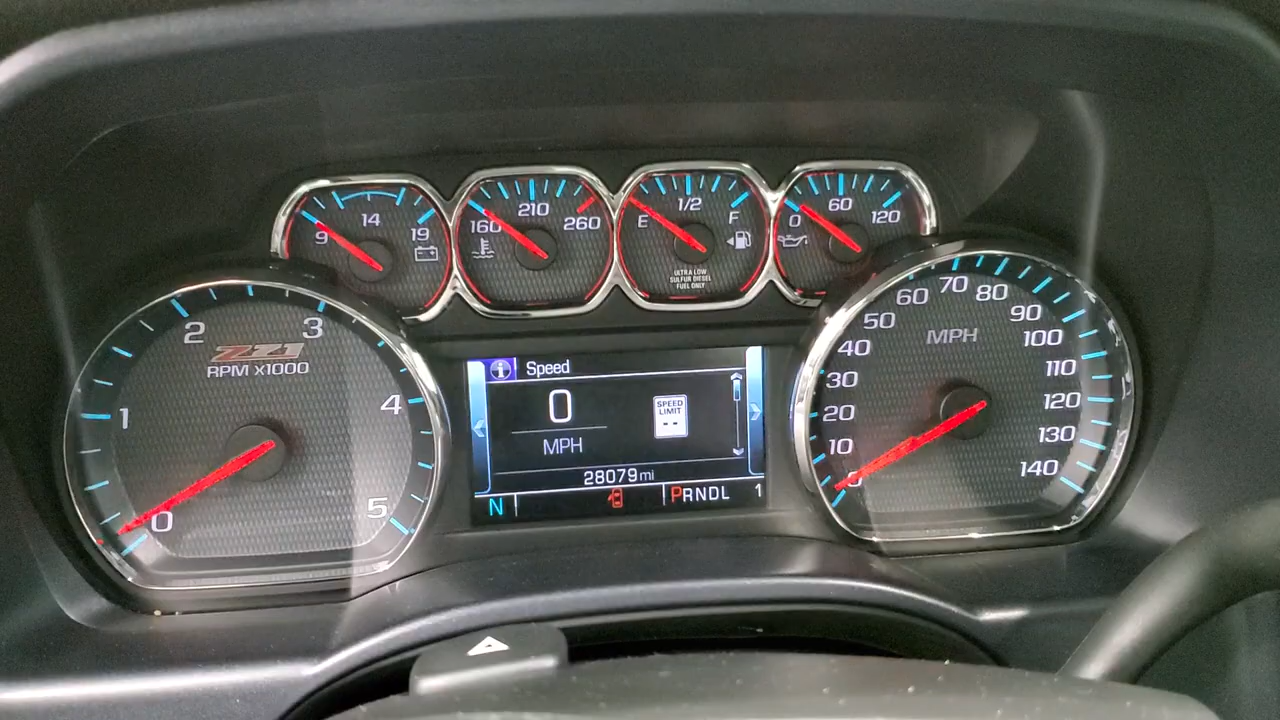 9 14 19
160 210 260
E 1/2 F
ULTRA LOW
SULFUR DIESEL
FUEL ONLY
0 60 120
0 1 2 3 4 5
Z71
RPM X1000
i Speed
0
MPH
SPEED
LIMIT
--
28079 mi
N PRNDL 1
MPH
0 10 20 30 40 50 60 70 80 90 100 110 120 130 140